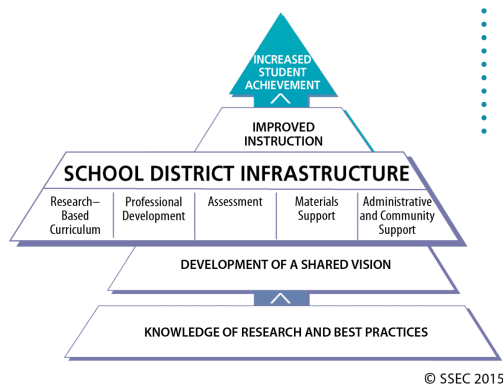 INCREASED
STUDENT
ACHIEVEMENT
IMPROVED
INSTRUCTION
SCHOOL DISTRICT INFRASTRUCTURE
Research–
Based
Curriculum
Professional
Development
Assessment
Materials
Support
Administrative
and Community
Support
DEVELOPMENT OF A SHARED VISION
KNOWLEDGE OF RESEARCH AND BEST PRACTICES
© SSEC 2015